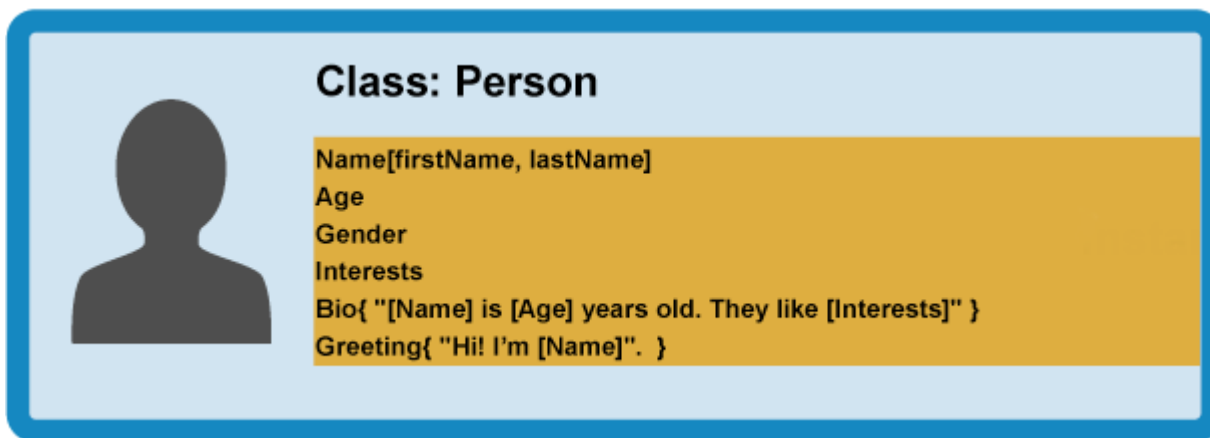 Class: Person
Name[firstName, lastName]
Age
Gender
Interests
Bio{ "[Name] is [Age] years old. They like [Interests]" }
Greeting{ "Hi! I’m [Name]".  }